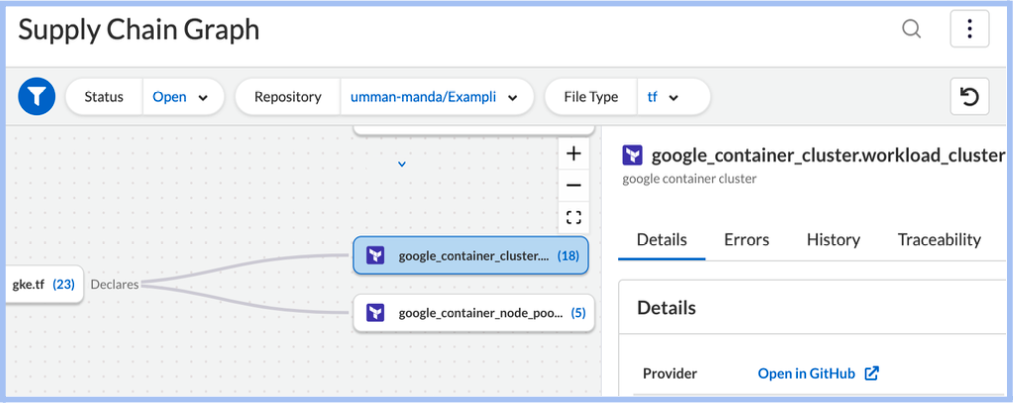 Supply Chain Graph
Status Open Repository umman-manda/Exampli File Type tf
google_container_cluster.workload_cluster
google container cluster
Details Errors History Traceability
google_container_cluster.... (18)
gke.tf (23) Declares
google_container_node_poo... (5)
Details
Provider Open in GitHub